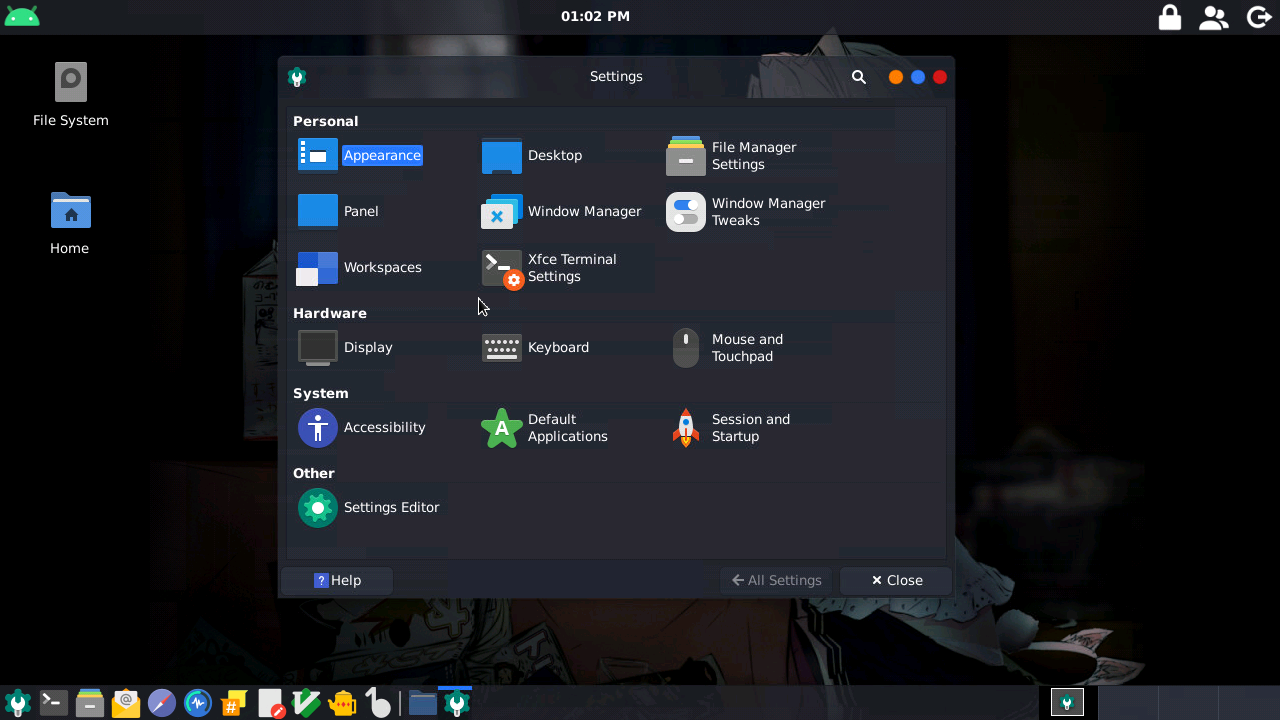 01:02 PM
File System
Home
Settings
Personal
Appearance
Desktop
File Manager
Settings
Panel
Window Manager
Window Manager
Tweaks
Workspaces
Xfce Terminal
Settings
Hardware
Display
Keyboard
Mouse and
Touchpad
System
Accessibility
Default
Applications
Session and
Startup
Other
Settings Editor
Help
All Settings
Close